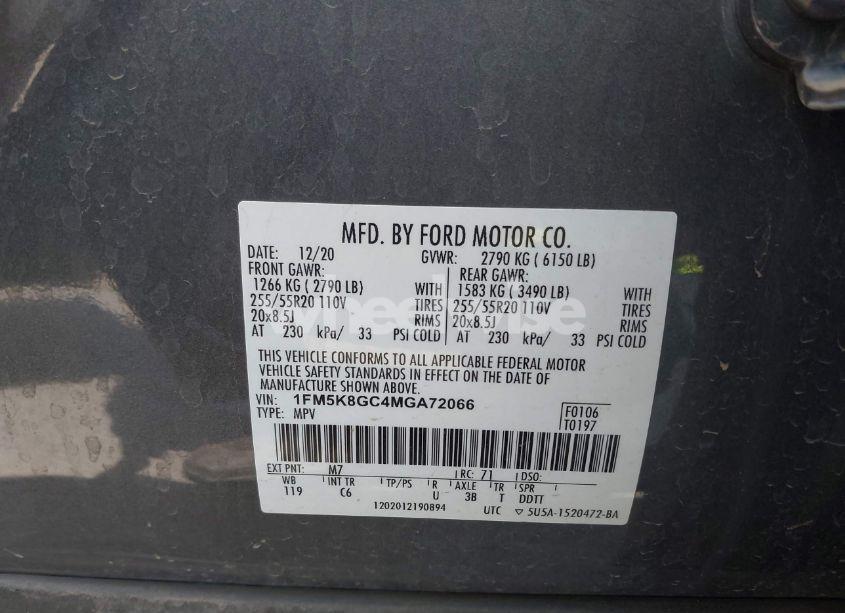 MFD. BY FORD MOTOR CO.
DATE: 12/20 GVWR: 2790 KG ( 6150 LB)
FRONT GAWR: REAR GAWR:
1266 KG ( 2790 LB) WITH 1583 KG ( 3490 LB) WITH
255/55R20 110V TIRES 255/55R20 110V TIRES
20x8.5J RIMS 20x8.5J RIMS
AT 230 kPa/ 33 PSI COLD AT 230 kPa/ 33 PSI COLD
THIS VEHICLE CONFORMS TO ALL APPLICABLE FEDERAL MOTOR
VEHICLE SAFETY STANDARDS IN EFFECT ON THE DATE OF
MANUFACTURE SHOWN ABOVE.
VIN: 1FM5K8GC4MGA72066
TYPE: MPV
F0106
T0197
EXT PNT: M7 RC: 71 DSO:
WB INT TR TP/PS R AXLE TR SPR
119 C6 U 3B T DDTT
1202012190894 UTC ▽ 5U5A-1520472-BA
wheelwise